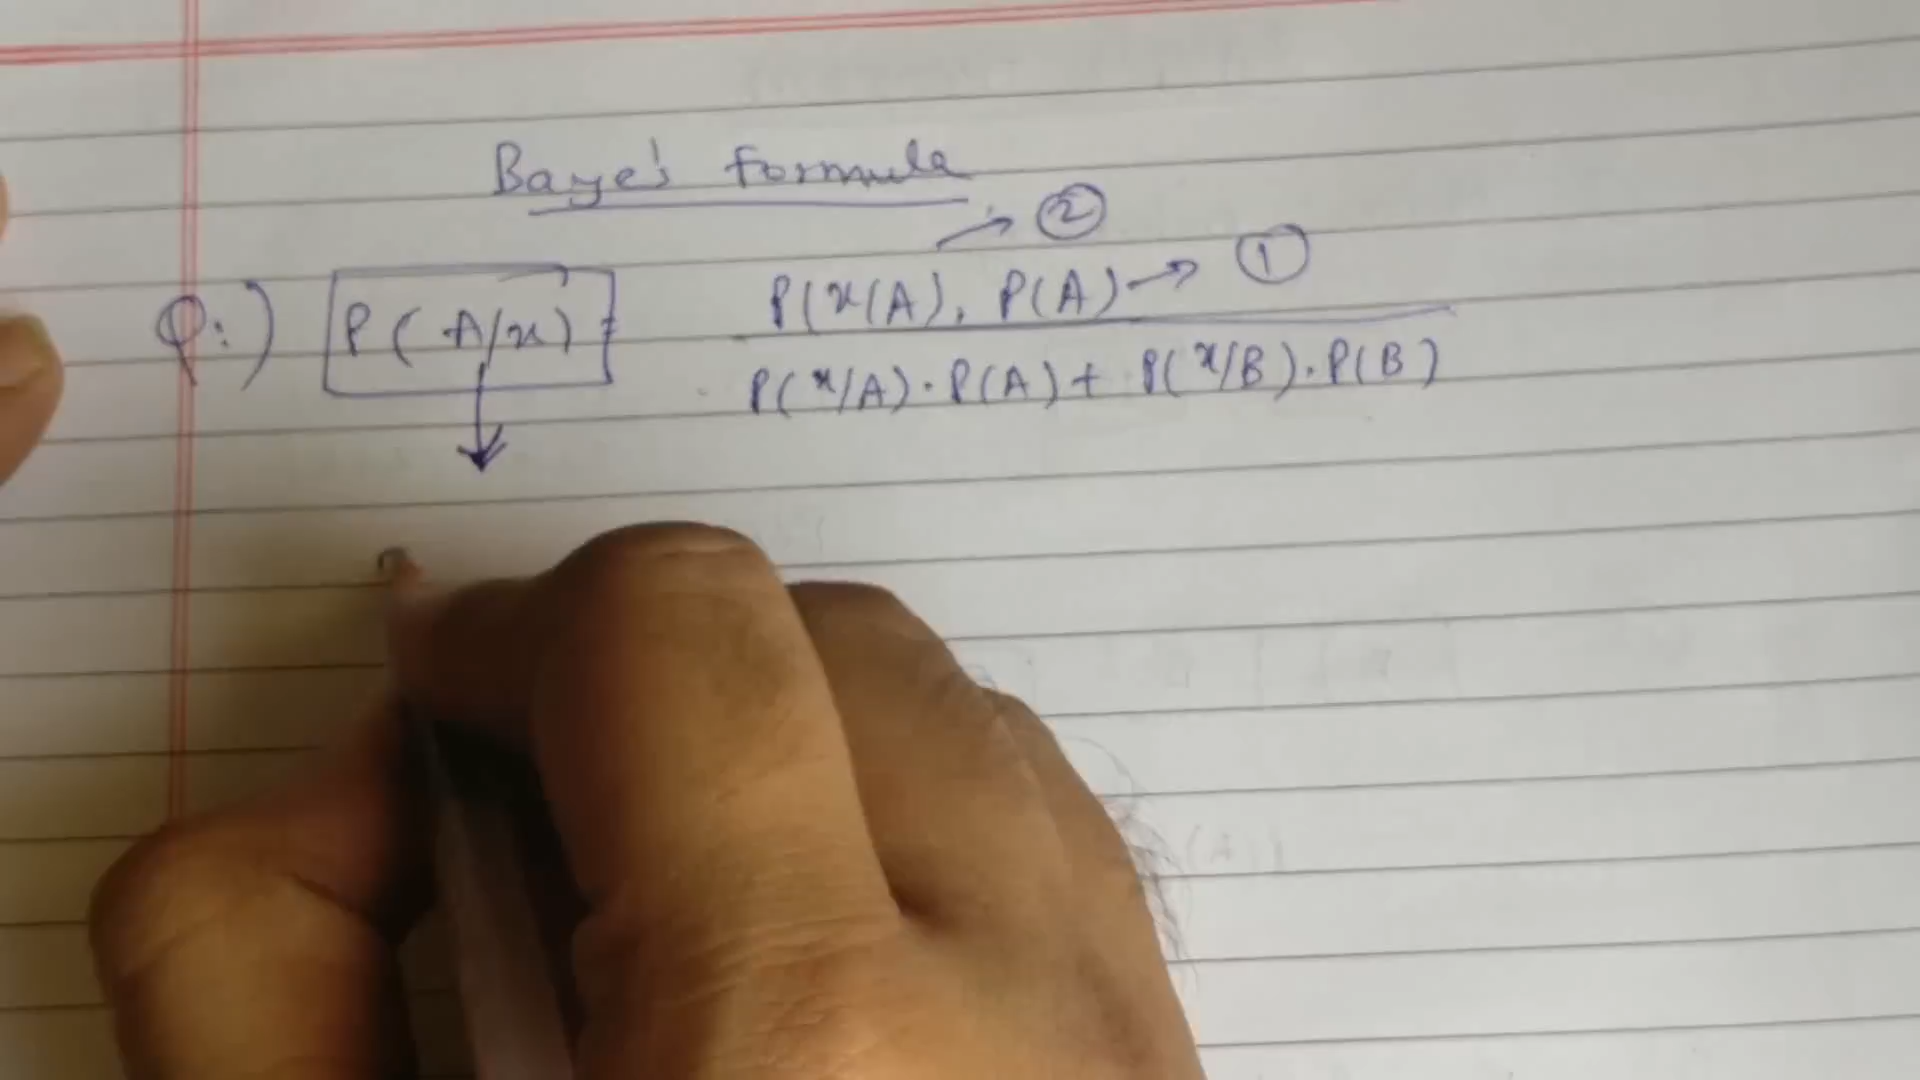 Baye's formula
②
Q:) P(A/x) = P(x(A). P(A) → ①
P(x/A).P(A) + P(x/B).P(B)